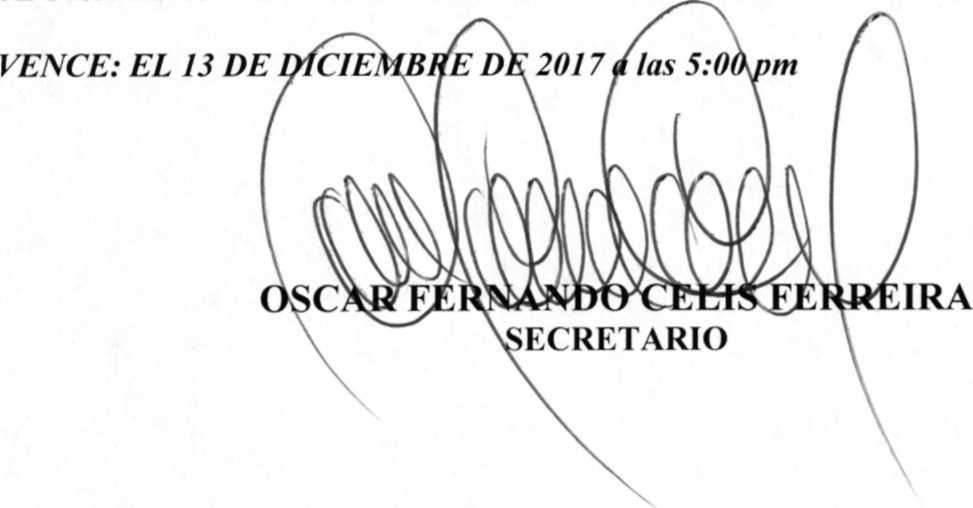 VENCE: EL 13 DE DICIEMBRE DE 2017 a las 5:00 pm
OSCAR FERNANDO CELIS FERREIRA
SECRETARIO